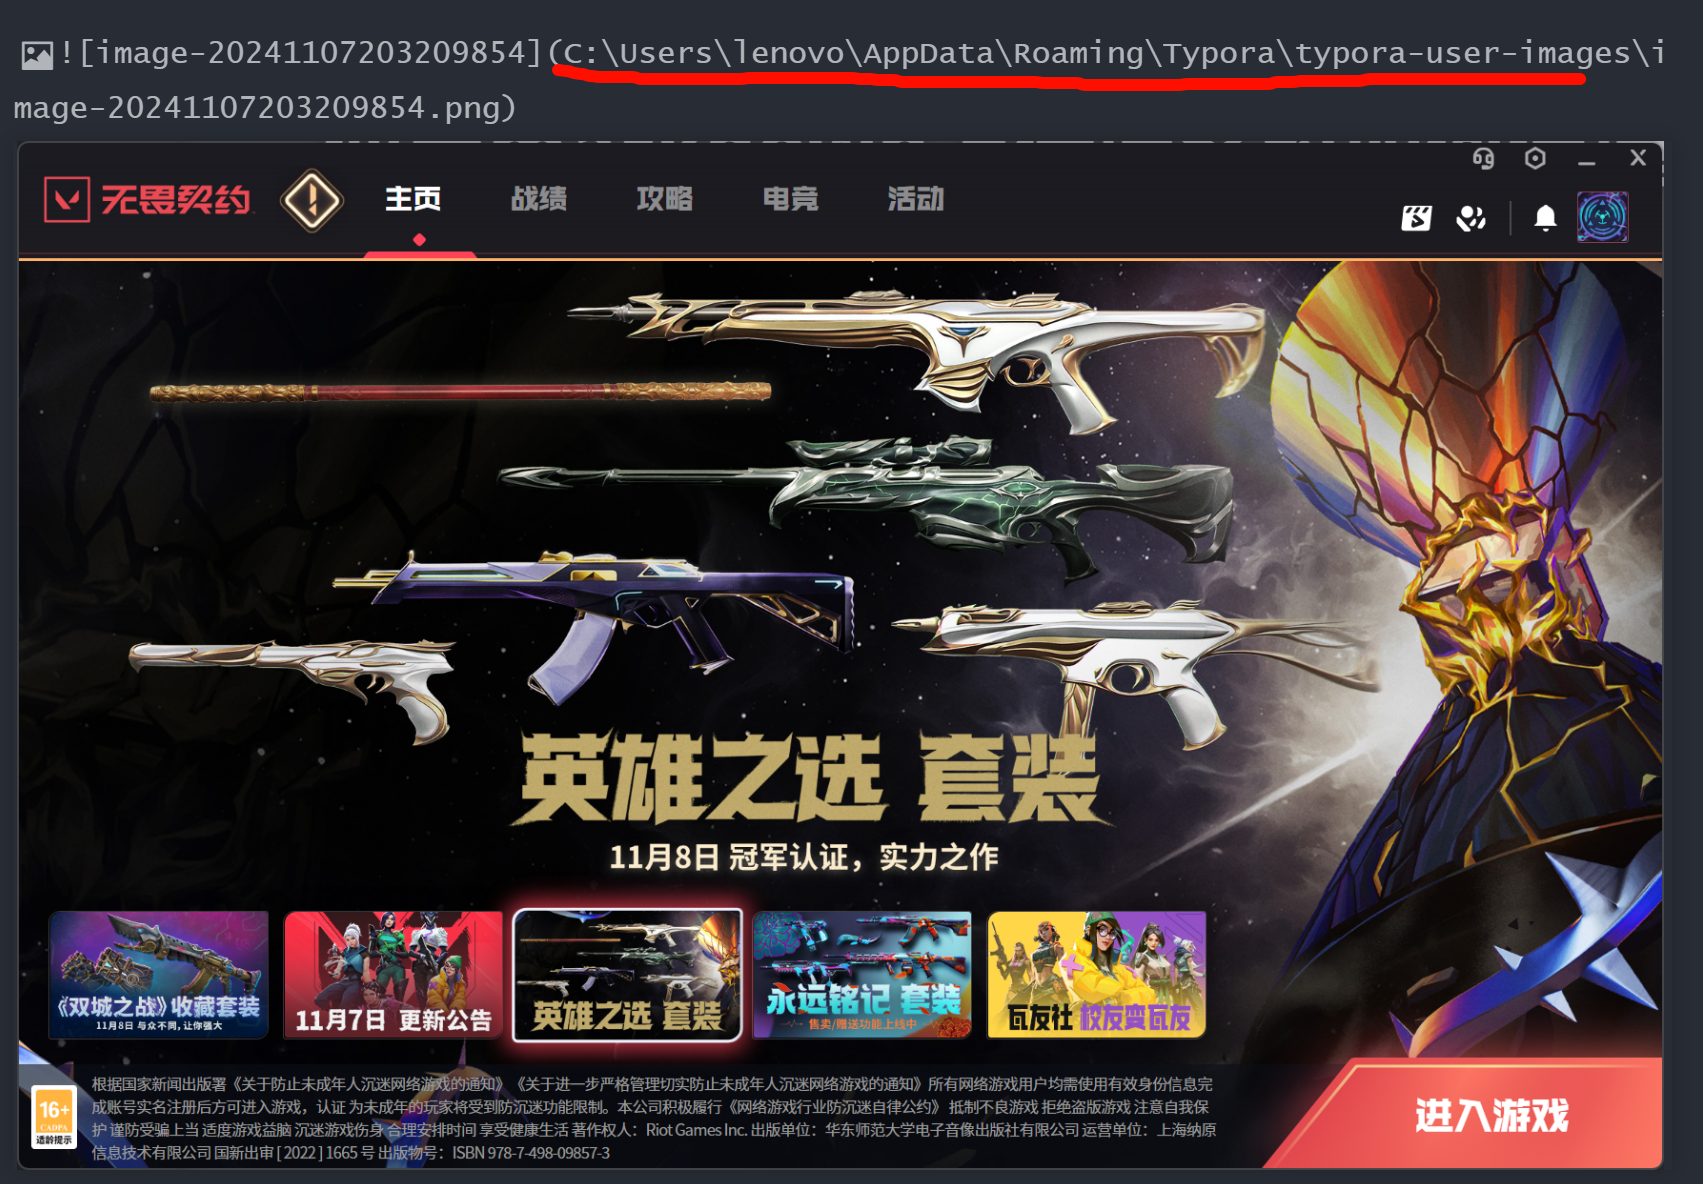 ![image-20241107203209854](C:\Users\lenovo\AppData\Roaming\Typora\typora-user-images\i
mage-20241107203209854.png)
无畏契约
主页 战绩 攻略 电竞 活动
英雄之选 套装
11月8日 冠军认证，实力之作
《双城之战》收藏套装
11月8日 与众不同，让你强大
11月7日 更新公告
英雄之选 套装
永远铭记 套装
售卖/赠送功能上线中
瓦友社 校友变瓦友
16+
CADPA
适龄提示
根据国家新闻出版署《关于防止未成年人沉迷网络游戏的通知》《关于进一步严格管理切实防止未成年人沉迷网络游戏的通知》所有网络游戏用户均需使用有效身份信息完
成账号实名注册后方可进入游戏，认证 为未成年的玩家将受到防沉迷功能限制。本公司积极履行《网络游戏行业防沉迷自律公约》 抵制不良游戏 拒绝盗版游戏 注意自我保
护 谨防受骗上当 适度游戏益脑 沉迷游戏伤身 合理安排时间 享受健康生活 著作权人：Riot Games Inc. 出版单位：华东师范大学电子音像出版社有限公司 运营单位：上海纳原
信息技术有限公司 国新出审 [ 2022 ] 1665 号 出版物号：ISBN 978-7-498-09857-3
进入游戏